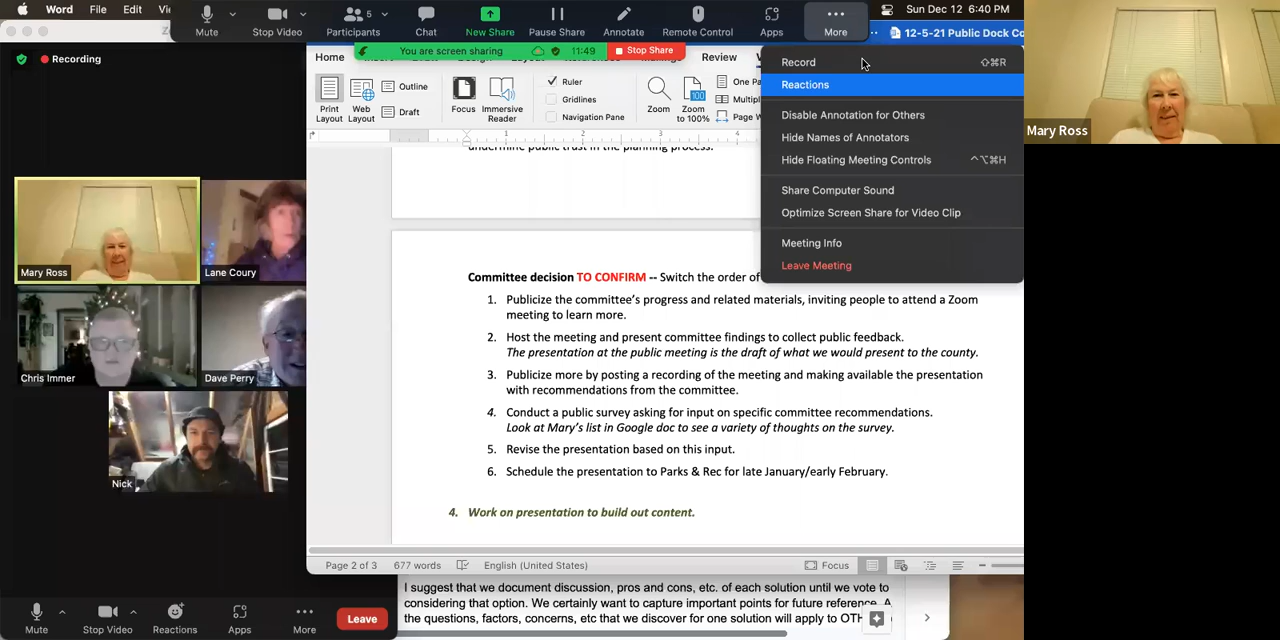 Word File Edit Vi
Sun Dec 12 6:40 PM
Mute Stop Video Participants 5 Chat New Share Pause Share Annotate Remote Control Apps More
12-5-21 Public Dock Co
You are screen sharing 11:49 Stop Share
Recording
Home
Review
Print Layout
Web Layout
Outline
Draft
Focus
Immersive Reader
Ruler
Gridlines
Navigation Pane
Zoom
100
Zoom to 100%
One Pa
Multipl
Page W
Record ⇧⌘R
Reactions
Disable Annotation for Others
Hide Names of Annotators
Hide Floating Meeting Controls ^⌥⌘H
Share Computer Sound
Optimize Screen Share for Video Clip
Meeting Info
Leave Meeting
1 2 3 4
undermine public trust in the planning process.
Committee decision TO CONFIRM -- Switch the order of
1. Publicize the committee's progress and related materials, inviting people to attend a Zoom
meeting to learn more.
2. Host the meeting and present committee findings to collect public feedback.
The presentation at the public meeting is the draft of what we would present to the county.
3. Publicize more by posting a recording of the meeting and making available the presentation
with recommendations from the committee.
4. Conduct a public survey asking for input on specific committee recommendations.
Look at Mary's list in Google doc to see a variety of thoughts on the survey.
5. Revise the presentation based on this input.
6. Schedule the presentation to Parks & Rec for late January/early February.
4. Work on presentation to build out content.
Page 2 of 3 677 words English (United States) Focus
I suggest that we document discussion, pros and cons, etc. of each solution until we vote to
considering that option. We certainly want to capture important points for future reference. A
the questions, factors, concerns, etc that we discover for one solution will apply to OTH
Mary Ross
Lane Coury
Chris Immer
Dave Perry
Nick
Mute Stop Video Reactions Apps More Leave
Mary Ross